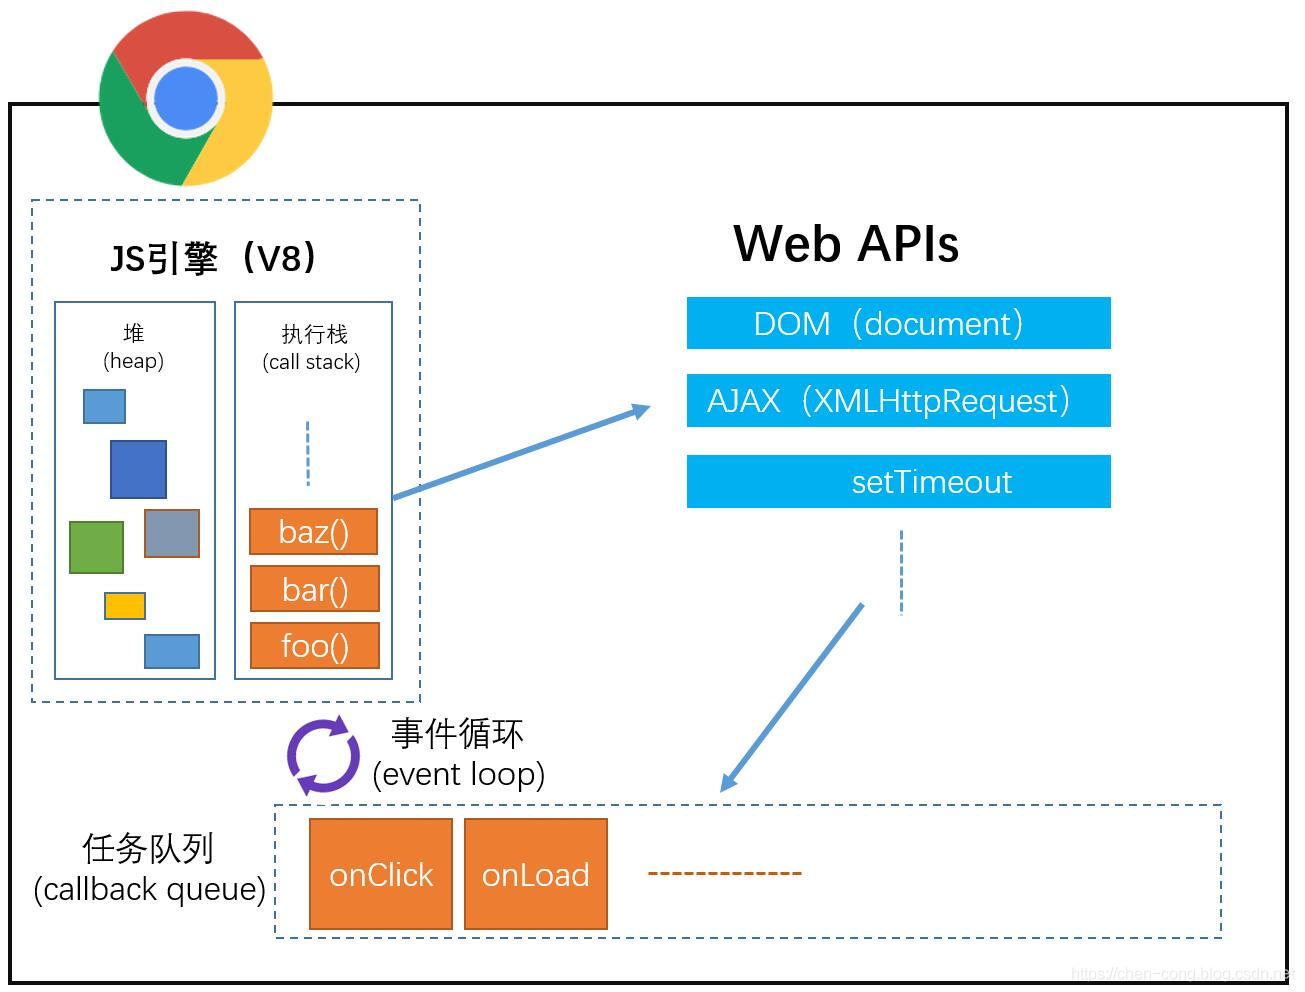 JS引擎（V8）
堆
(heap)
执行栈
(call stack)
baz()
bar()
foo()
Web APIs
DOM（document）
AJAX（XMLHttpRequest）
setTimeout
事件循环
(event loop)
任务队列
(callback queue)
onClick
onLoad
https://chen-cong.blog.csdn.net